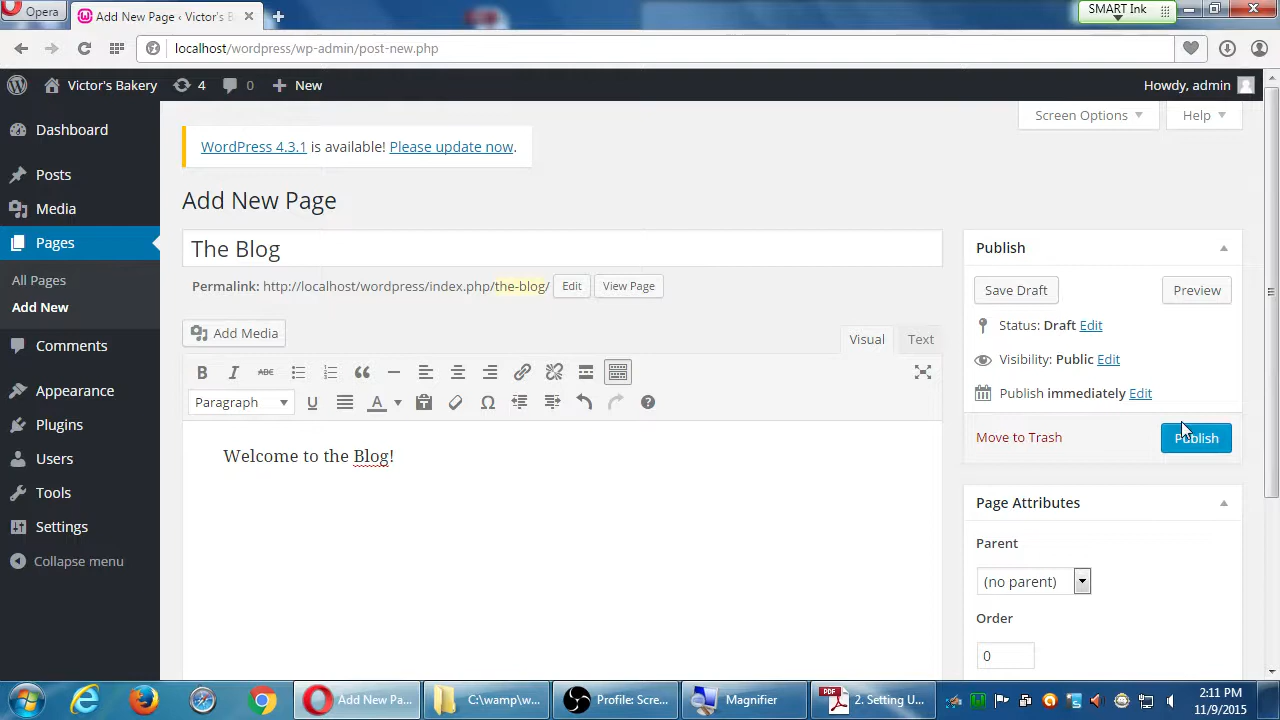 Opera
Add New Page ‹ Victor's B
SMART Ink
localhost/wordpress/wp-admin/post-new.php
Victor's Bakery
4
0
New
Howdy, admin
Dashboard
Posts
Media
Pages
All Pages
Add New
Comments
Appearance
Plugins
Users
Tools
Settings
Collapse menu
Screen Options
Help
WordPress 4.3.1 is available! Please update now.
Add New Page
The Blog
Permalink: http://localhost/wordpress/index.php/the-blog/ Edit View Page
Add Media
Visual
Text
B I ABC
Paragraph U A
Welcome to the Blog!
Publish
Save Draft
Preview
Status: Draft Edit
Visibility: Public Edit
Publish immediately Edit
Move to Trash
Publish
Page Attributes
Parent
(no parent)
Order
0
Add New Pa...
C:\wamp\w...
Profile: Scre...
Magnifier
PDF
2. Setting U...
2:11 PM
11/9/2015